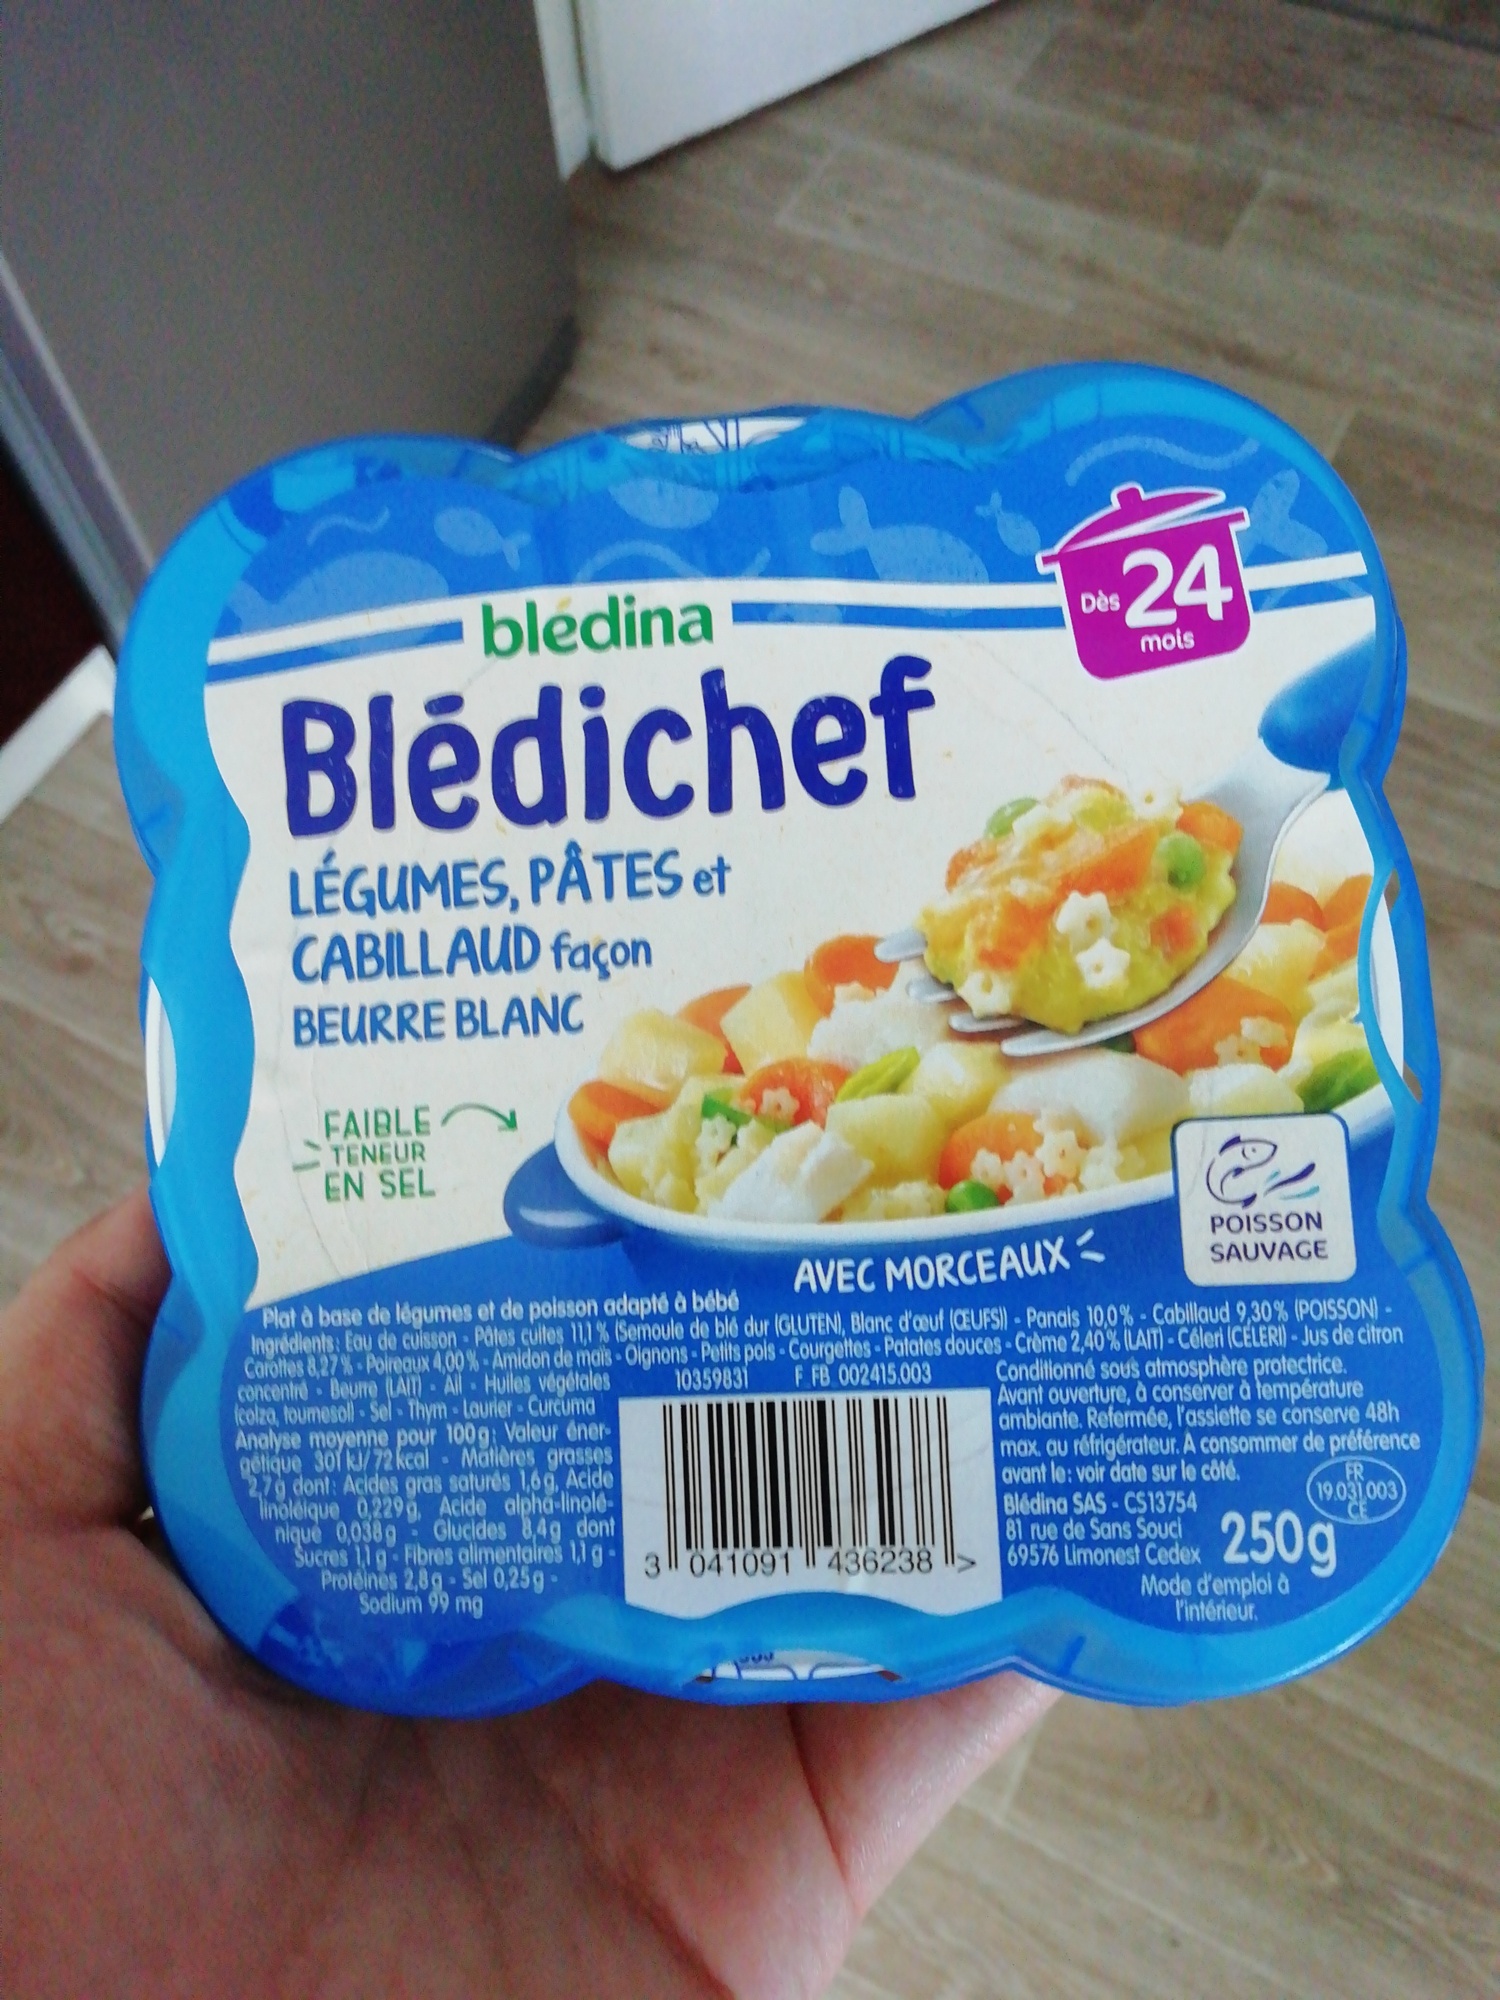 Dès
24
mois
blédina
Blédichef
LÉGUMES, PÂTES et
CABILLAUD façon
BEURRE BLANC
FAIBLE
TENEUR
EN SEL
POISSON
SAUVAGE
AVEC MORCEAUX
Plat à base de légumes et de poisson adapté à bébé
Ingrédients: Eau de cuisson - Pâtes cuites 11,1 % (Semoule de blé dur (GLUTEN), Blanc d'œuf (ŒUFS)) - Panais 10,0% - Cabillaud 9,30% (POISSON) -
Carottes 8,27% - Poireaux 4,00% - Amidon de maïs - Oignons - Petits pois - Courgettes - Patates douces - Crème 2,40% (LAIT) - Céleri (CÉLERI) - Jus de citron
concentré - Beurre (LAIT) - Ail - Huiles végétales
(colza, tournesol) - Sel - Thym - Laurier - Curcuma
Analyse moyenne pour 100g: Valeur éner-
gétique 301 kJ/72 kcal - Matières grasses
2,7g dont: Acides gras saturés 1,6g, Acide
linoléique 0,229g, Acide alpha-linolé-
nique 0,038g - Glucides 8,4g dont
Sucres 1,1g - Fibres alimentaires 1,1g -
Protéines 2,8g - Sel 0,25g -
Sodium 99 mg
10359831 F_FB_002415.003
3 041091 436238 >
Conditionné sous atmosphère protectrice.
Avant ouverture, à conserver à température
ambiante. Refermée, l'assiette se conserve 48h
max. au réfrigérateur. A consommer de préférence
avant le: voir date sur le côté.
Blédina SAS - CS13754
81 rue de Sans Souci
69576 Limonest Cedex
FR
19.031.003
CE
250g
Mode d'emploi à
l'intérieur.